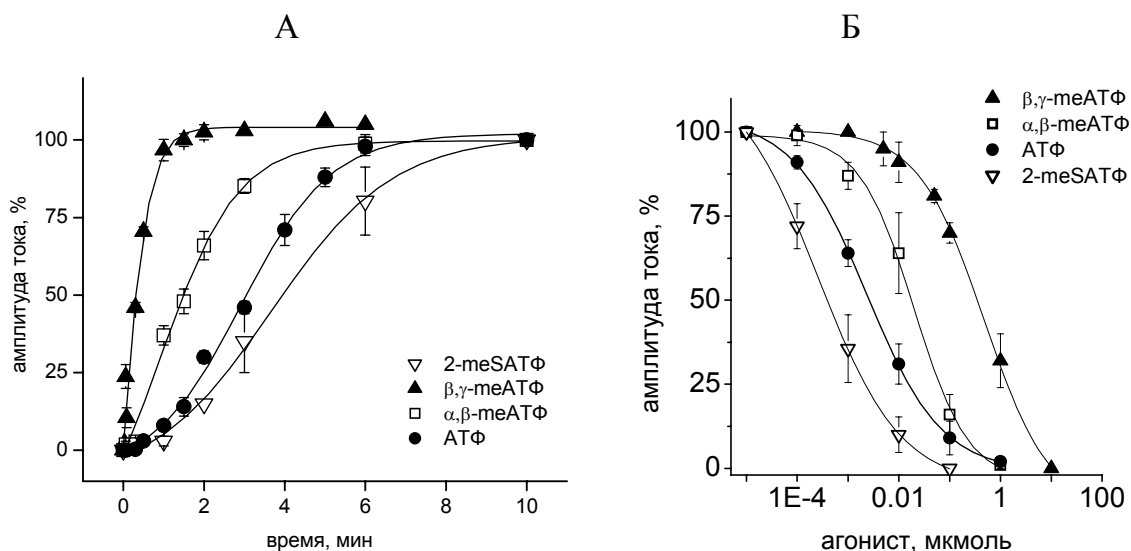 А
Б
амплитуда тока, %
100
75
50
25
0
2-meSATФ
β,γ-meATФ
α,β-meATФ
ATФ
0 2 4 6 8 10
время, мин
амплитуда тока, %
100
75
50
25
0
β,γ-meATФ
α,β-meATФ
ATФ
2-meSATФ
1E-4 0.01 1 100
агонист, мкмоль